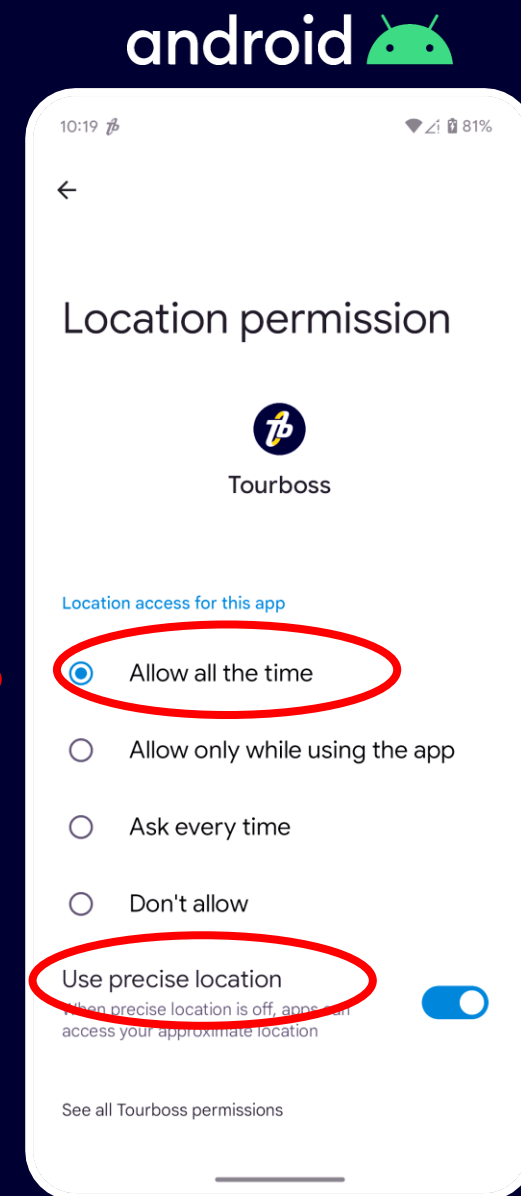 android
10:19 tb 81%
Location permission
tb
Tourboss
Location access for this app
Allow all the time
Allow only while using the app
Ask every time
Don't allow
Use precise location
When precise location is off, apps can
access your approximate location
See all Tourboss permissions